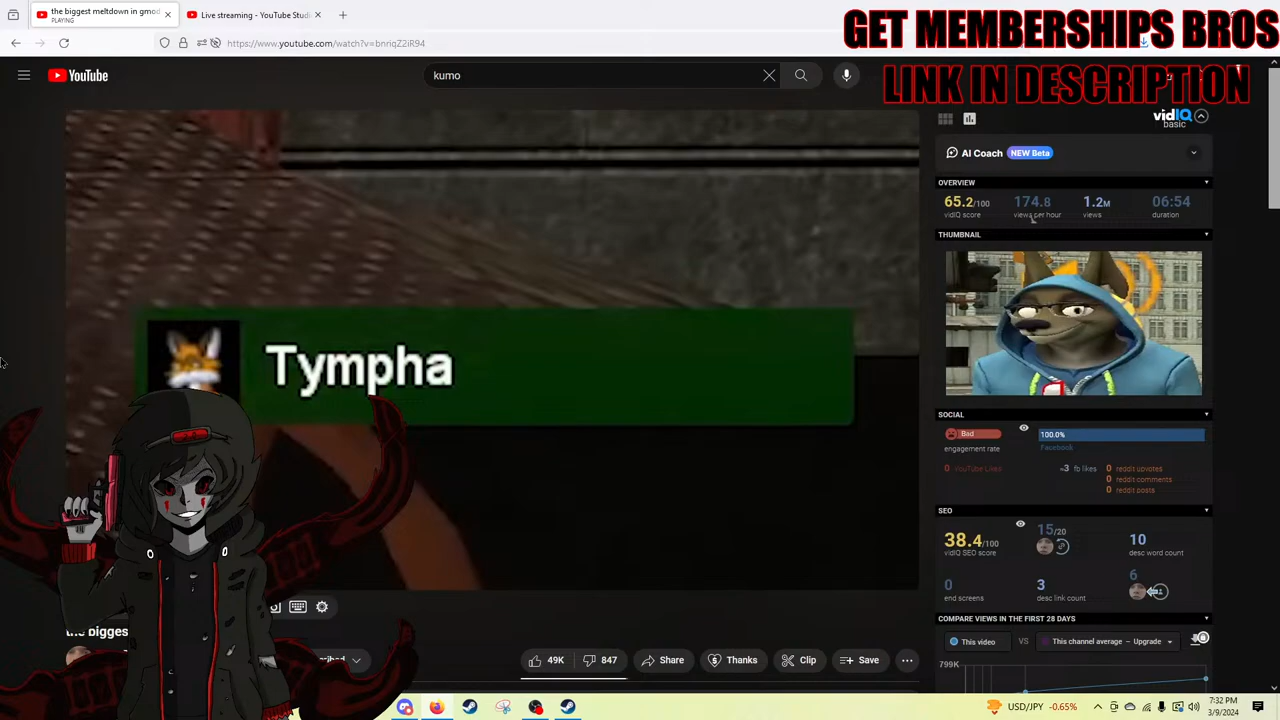 the biggest meltdown in gmod
PLAYING
Live streaming - YouTube Studi
GET MEMBERSHIPS BROS
https://www.youtube.com/watch?v=bnriqZ2iR94
LINK IN DESCRIPTION
YouTube
kumo
vidIQ
basic
AI Coach NEW Beta
OVERVIEW
65.2/100 174.8 1.2M 06:54
vidIQ score views per hour views duration
THUMBNAIL
Tympha
SOCIAL
Bad 100.0%
engagement rate Facebook
0 YouTube Likes 3 fb likes 0 reddit upvotes
0 reddit comments
0 reddit posts
SEO
38.4/100 15/20 10
vidIQ SEO score desc word count
6
0 3
end screens desc link count
COMPARE VIEWS IN THE FIRST 28 DAYS
This video VS This channel average – Upgrade
the bigges
49K 847 Share Thanks Clip Save
799K
USD/JPY -0.65% 7:32 PM
3/9/2024